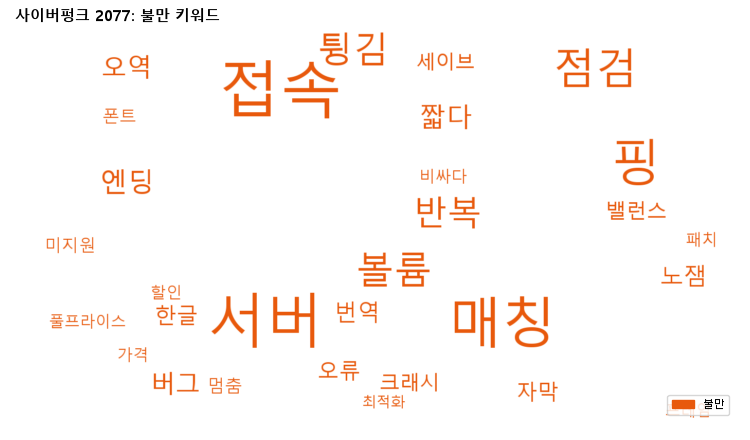 사이버펑크 2077: 불만 키워드
튕김
세이브
오역
접속
점검
폰트
짧다
핑
엔딩
비싸다
반복
밸런스
미지원
패치
볼륨
노잼
할인
서버
매칭
풀프라이스
한글
번역
가격
오류
버그
멈춤
크래시
자막
최적화
불만